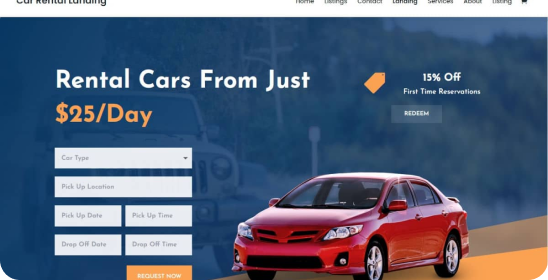 Car Rental Landing
Home Listings Contact Landing Services About Listing
Rental Cars From Just
$25/Day
15% Off
First Time Reservations
REDEEM
Car Type
Pick Up Location
Pick Up Date Pick Up Time
Drop Off Date Drop Off Time
REQUEST NOW